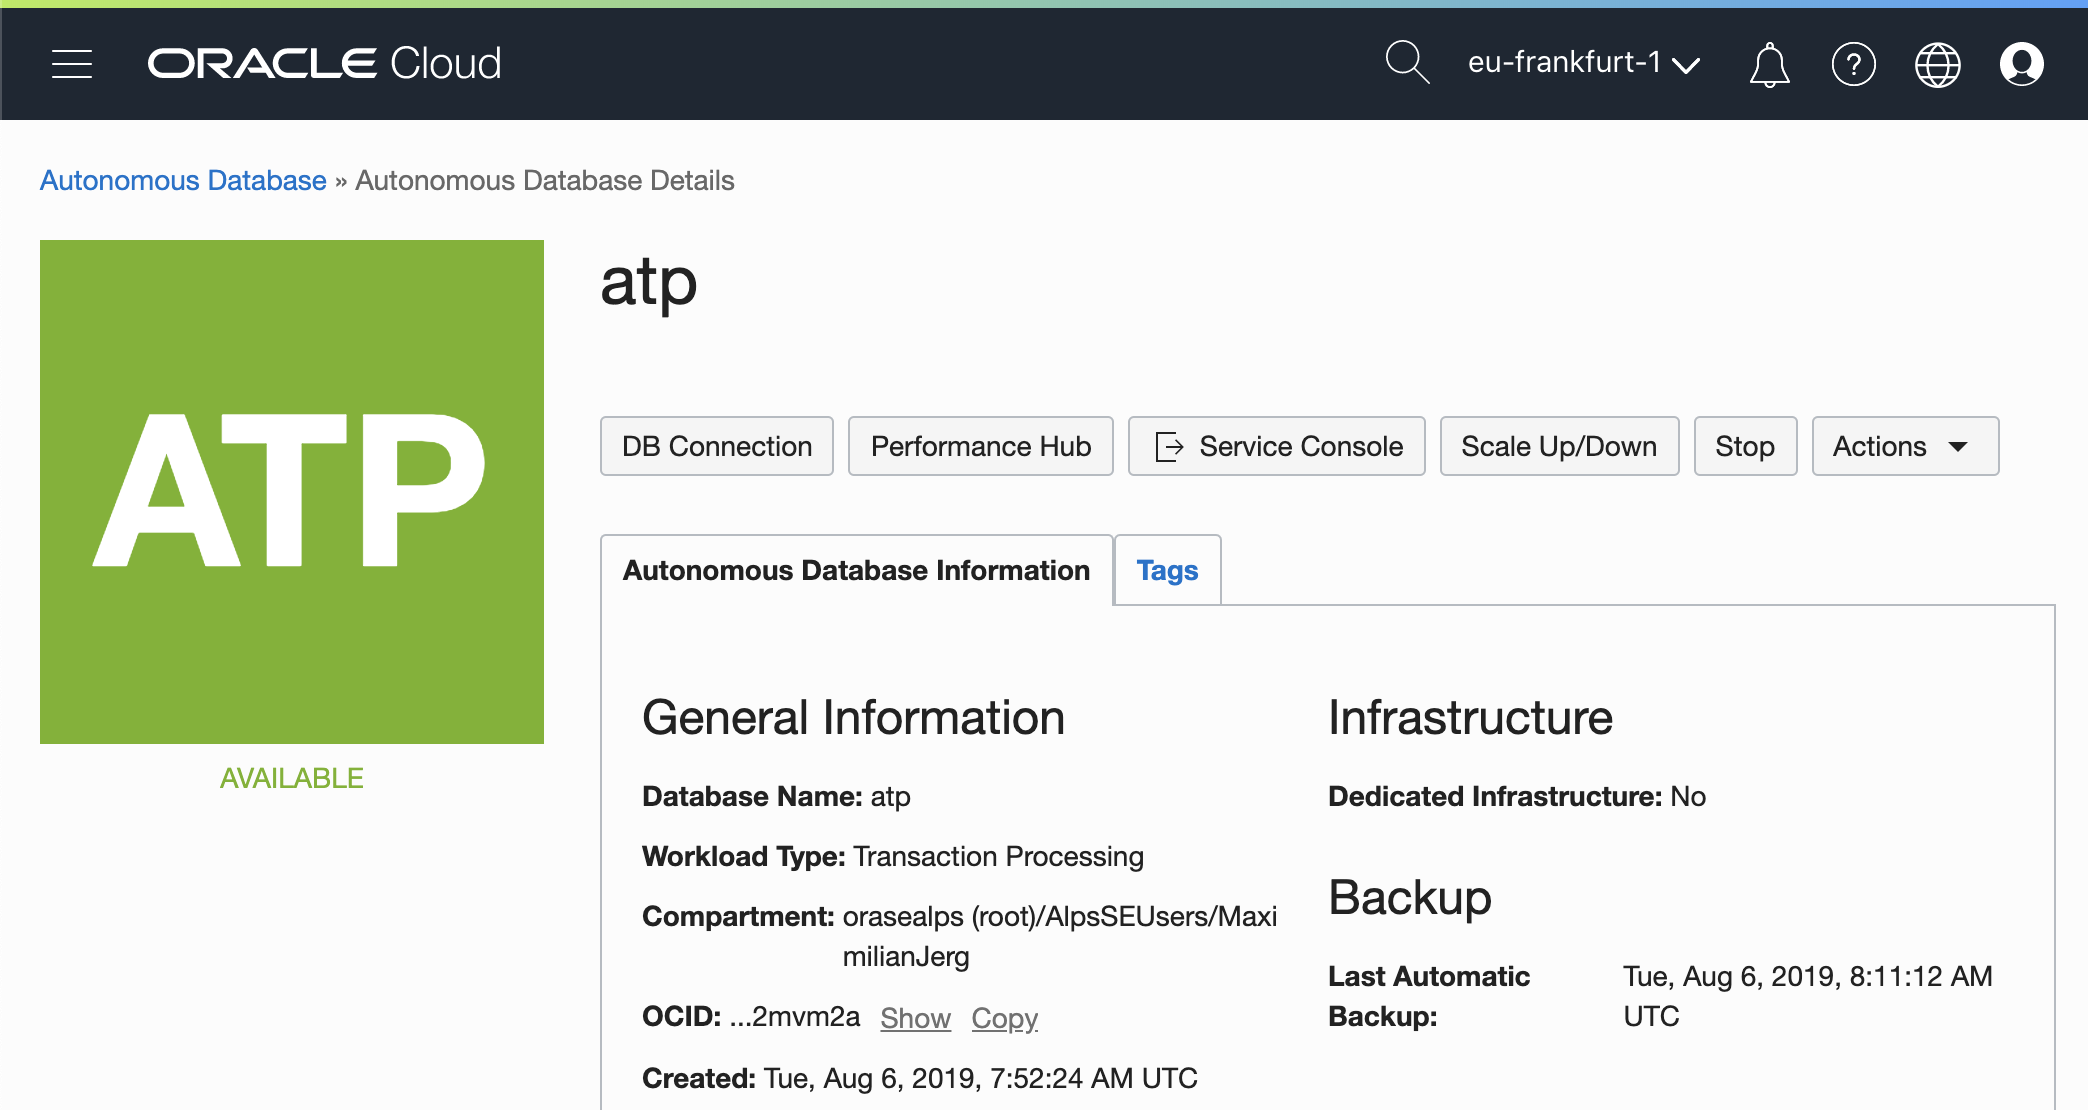 ORACLE Cloud
eu-frankfurt-1
?
Autonomous Database » Autonomous Database Details
ATP
AVAILABLE
atp
DB Connection
Performance Hub
Service Console
Scale Up/Down
Stop
Actions
Autonomous Database Information
Tags
General Information
Database Name: atp
Workload Type: Transaction Processing
Compartment: orasealps (root)/AlpsSEUsers/Maxi
milianJerg
OCID: ...2mvm2a Show Copy
Created: Tue, Aug 6, 2019, 7:52:24 AM UTC
Infrastructure
Dedicated Infrastructure: No
Backup
Last Automatic Tue, Aug 6, 2019, 8:11:12 AM
Backup: UTC